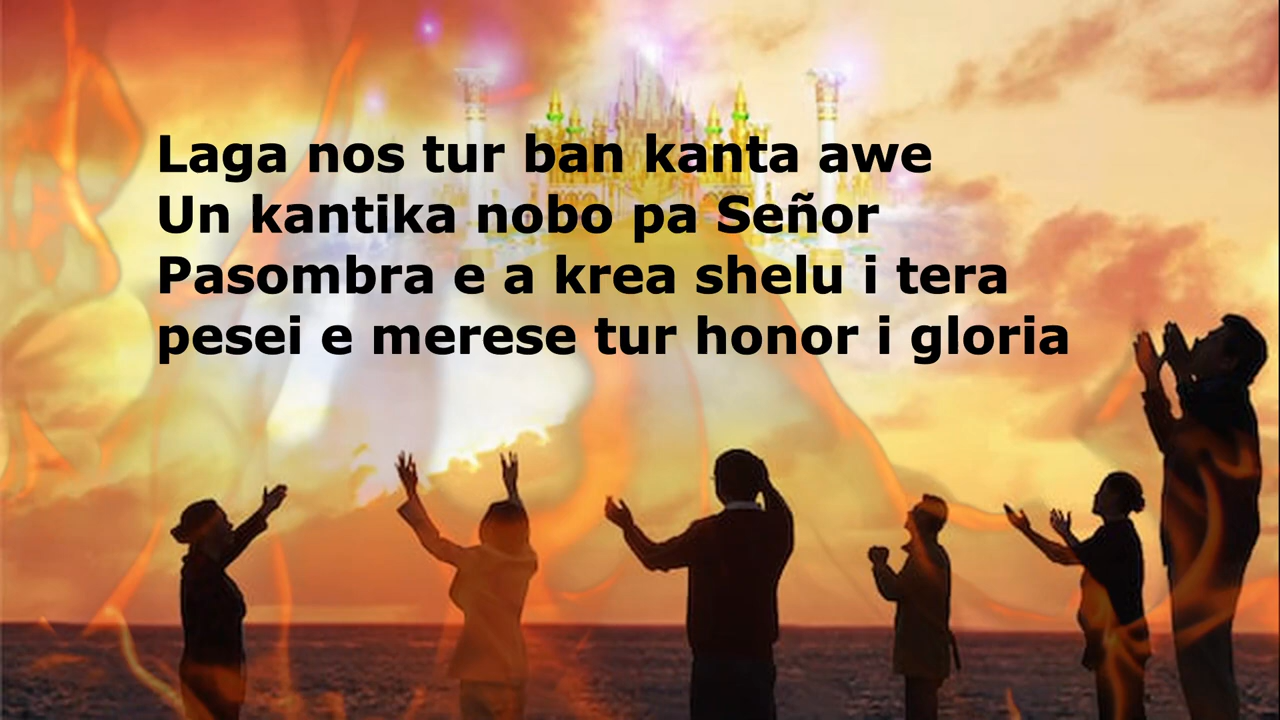 Laga nos tur ban kanta awe
Un kantika nobo pa Señor
Pasombra e a krea shelu i tera
pesei e merese tur honor i gloria